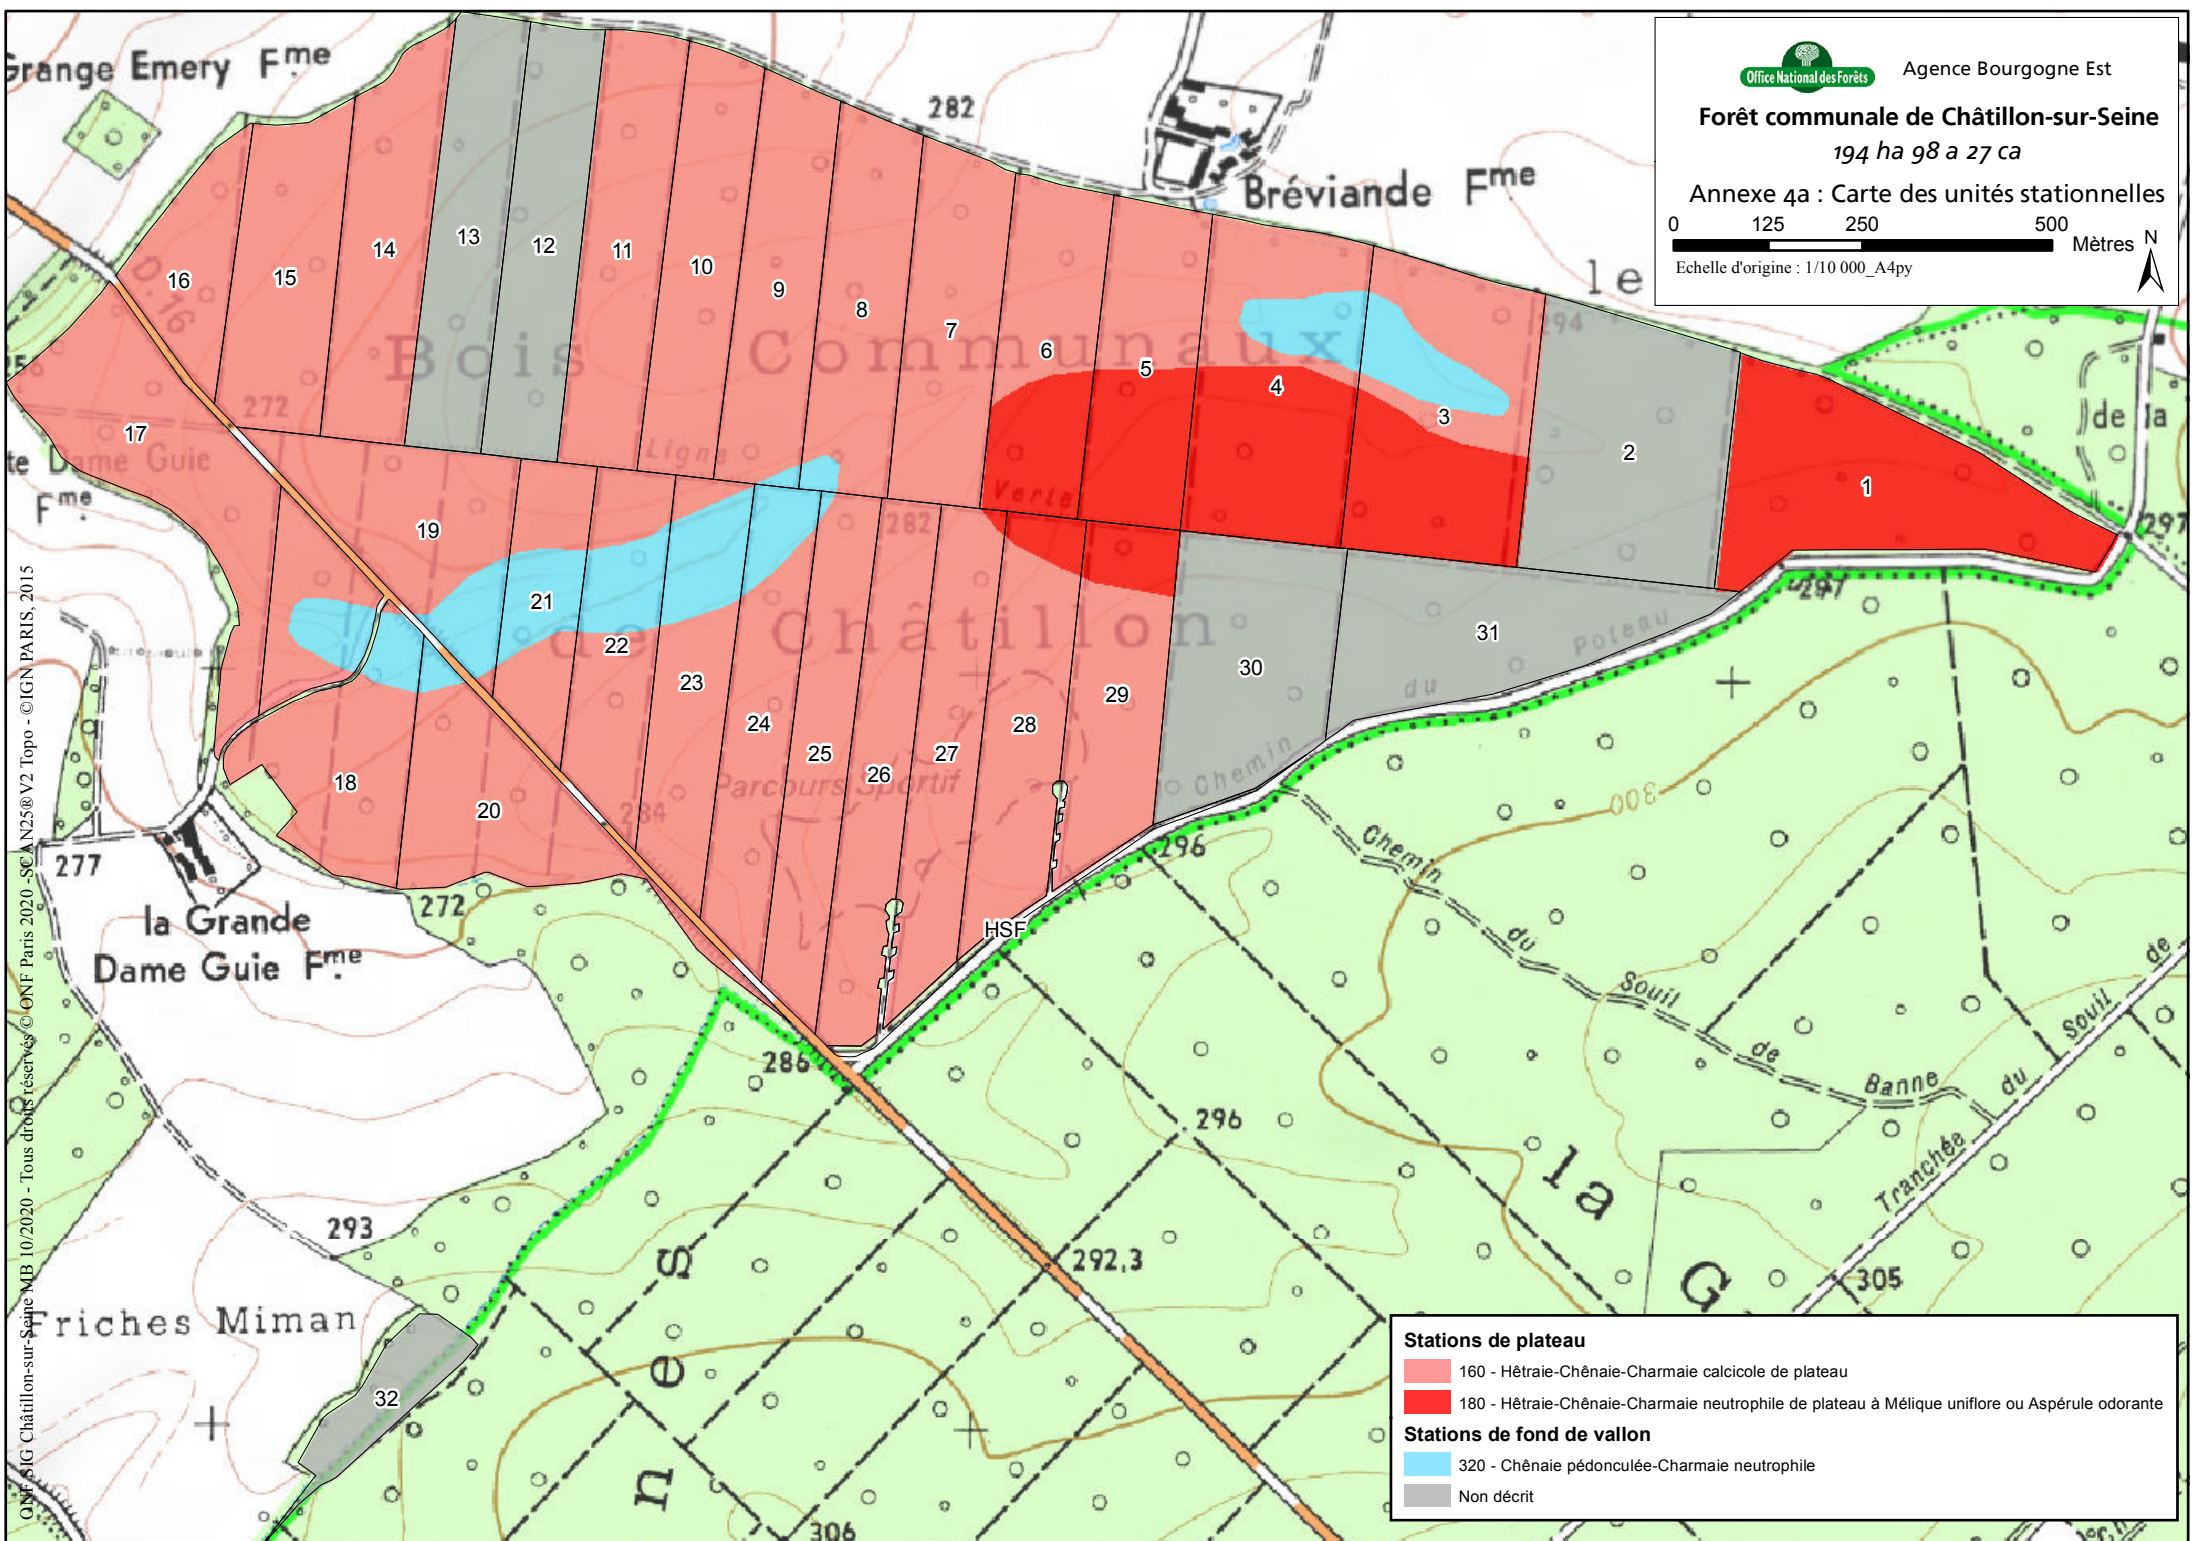 Office National des Forêts
Agence Bourgogne Est
Forêt communale de Châtillon-sur-Seine
194 ha 98 a 27 ca
Annexe 4a : Carte des unités stationnelles
0 125 250 500
Mètres
N
Echelle d'origine : 1/10 000_A4py
Grange Emery Fme
282
Bréviande Fme
le
D.16
16
15
14
13
12
11
10
9
8
7
6
5
4
3
2
1
294
Bois Communaux
272
17
Dame Guie
Fme
Ligne Verte
282
de la
297
297
19
21
22
23
24
25
26
27
28
29
30
31
de Châtillon
Chemin du Poteau
18
20
284
Parcours Sportif
HSF
296
300
277
272
la Grande
Dame Guie Fme
286
Chemin du Souil de Banne
Tranchée du Souil de
296
293
292,3
305
la
G
Friches Miman
32
n e s
306
Stations de plateau
160 - Hêtraie-Chênaie-Charmaie calcicole de plateau
180 - Hêtraie-Chênaie-Charmaie neutrophile de plateau à Mélique uniflore ou Aspérule odorante
Stations de fond de vallon
320 - Chênaie pédonculée-Charmaie neutrophile
Non décrit
ONF SIG Châtillon-sur-Seine MB 10/2020 - Tous droits réservés © ONF Paris 2020 -SCAN25®V2 Topo - ©IGN PARIS, 2015